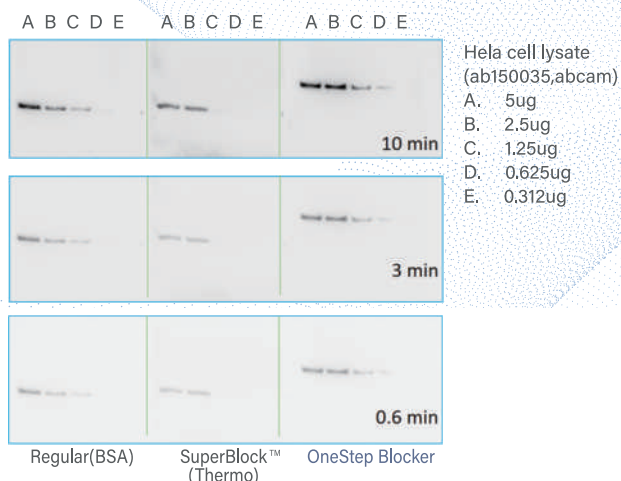 A B C D E A B C D E A B C D E
10 min
3 min
0.6 min
Regular(BSA)
SuperBlock™
(Thermo)
OneStep Blocker
Hela cell lysate
(ab150035,abcam)
A. 5ug
B. 2.5ug
C. 1.25ug
D. 0.625ug
E. 0.312ug